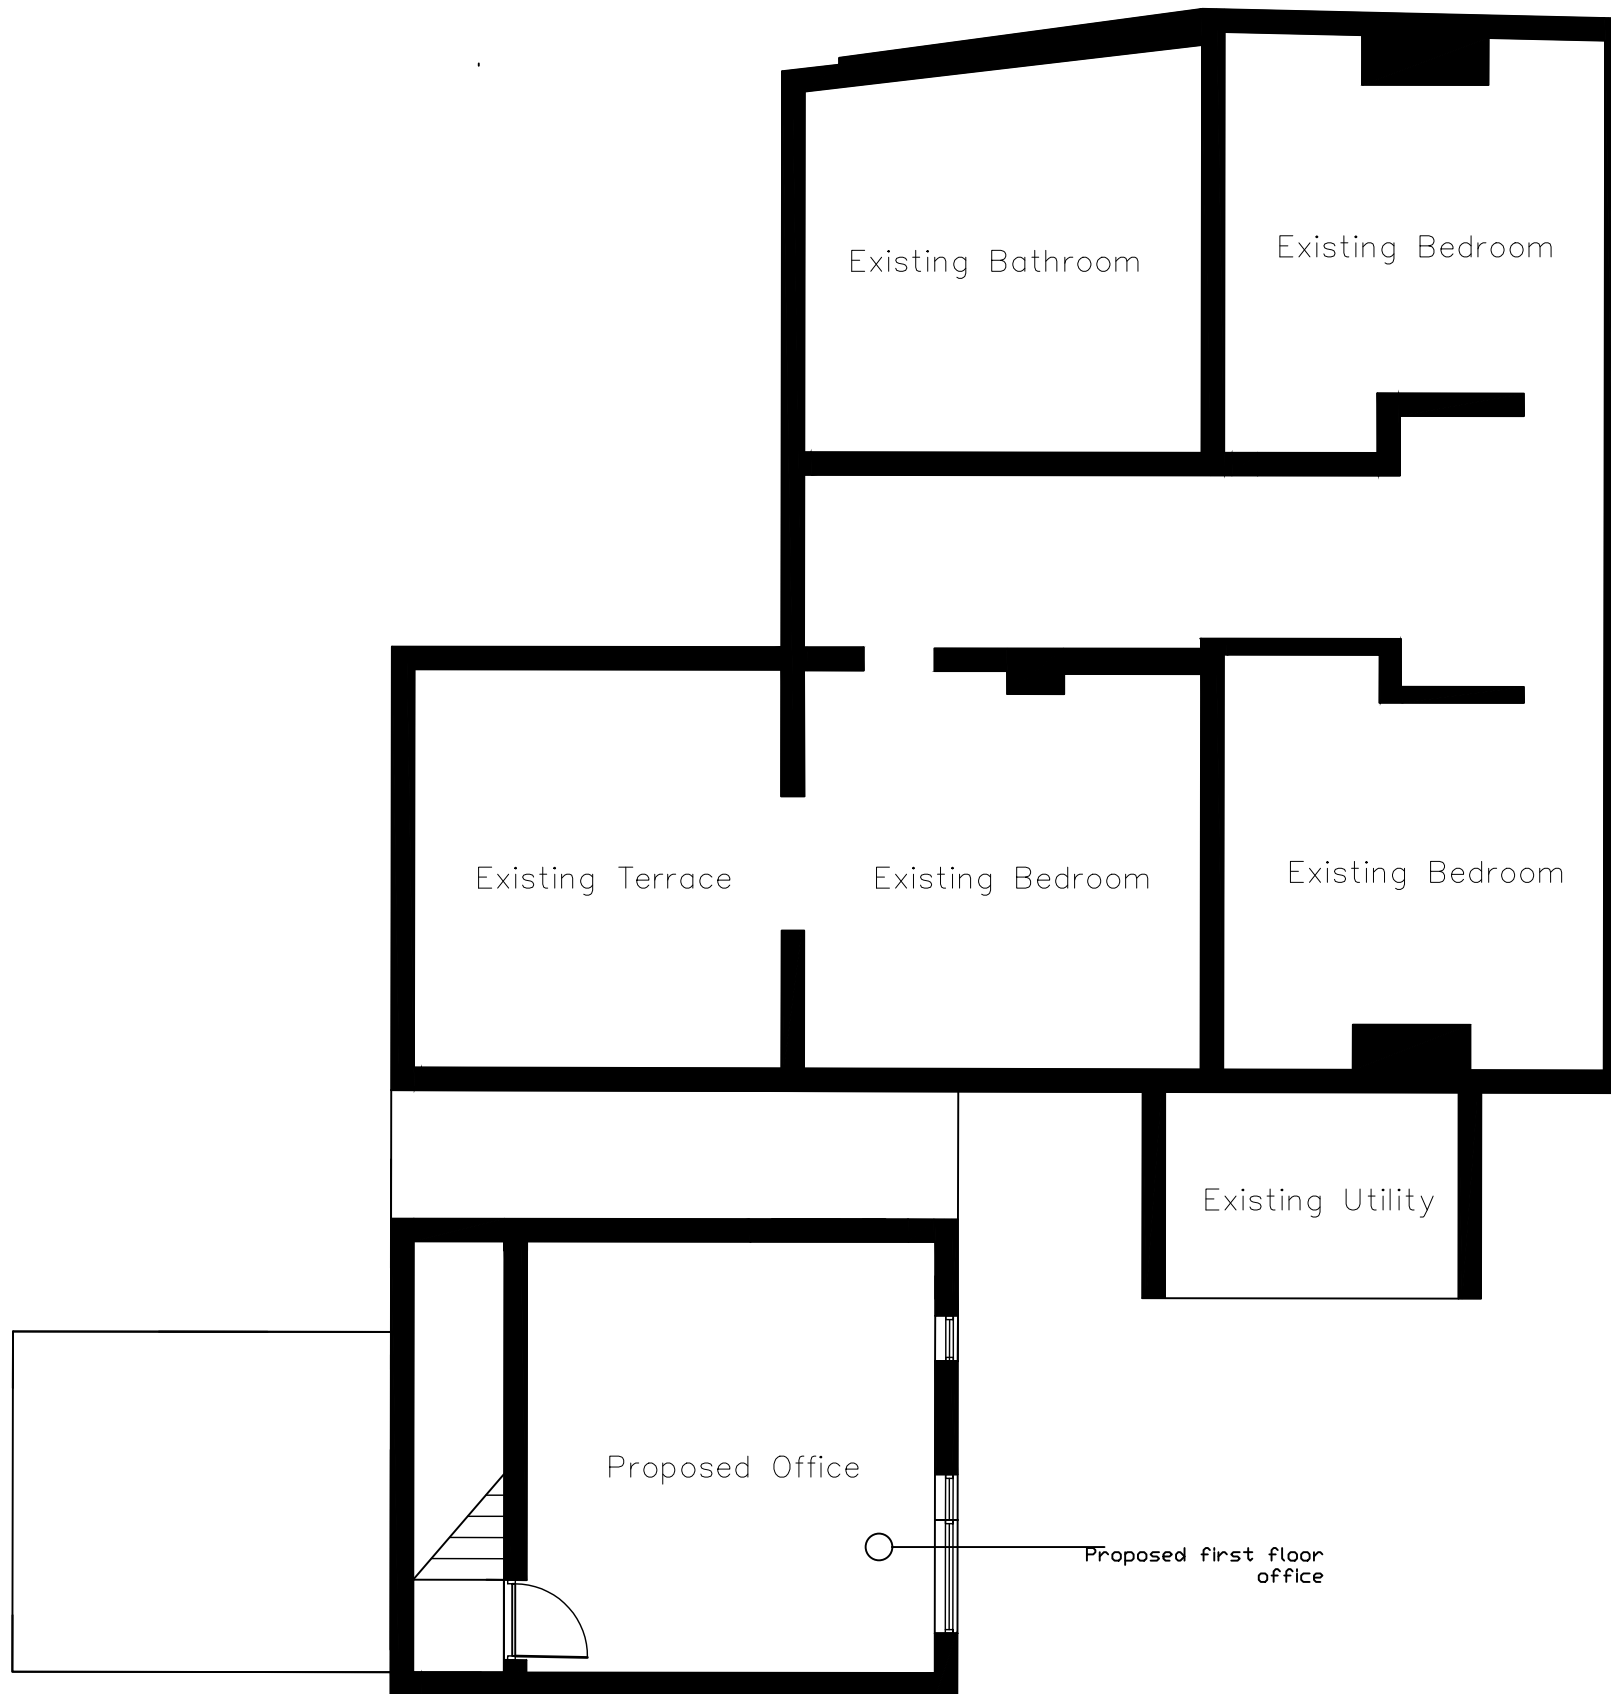 Existing Bathroom
Existing Bedroom
Existing Terrace
Existing Bedroom
Existing Bedroom
Existing Utility
Proposed Office
Proposed first floor
office